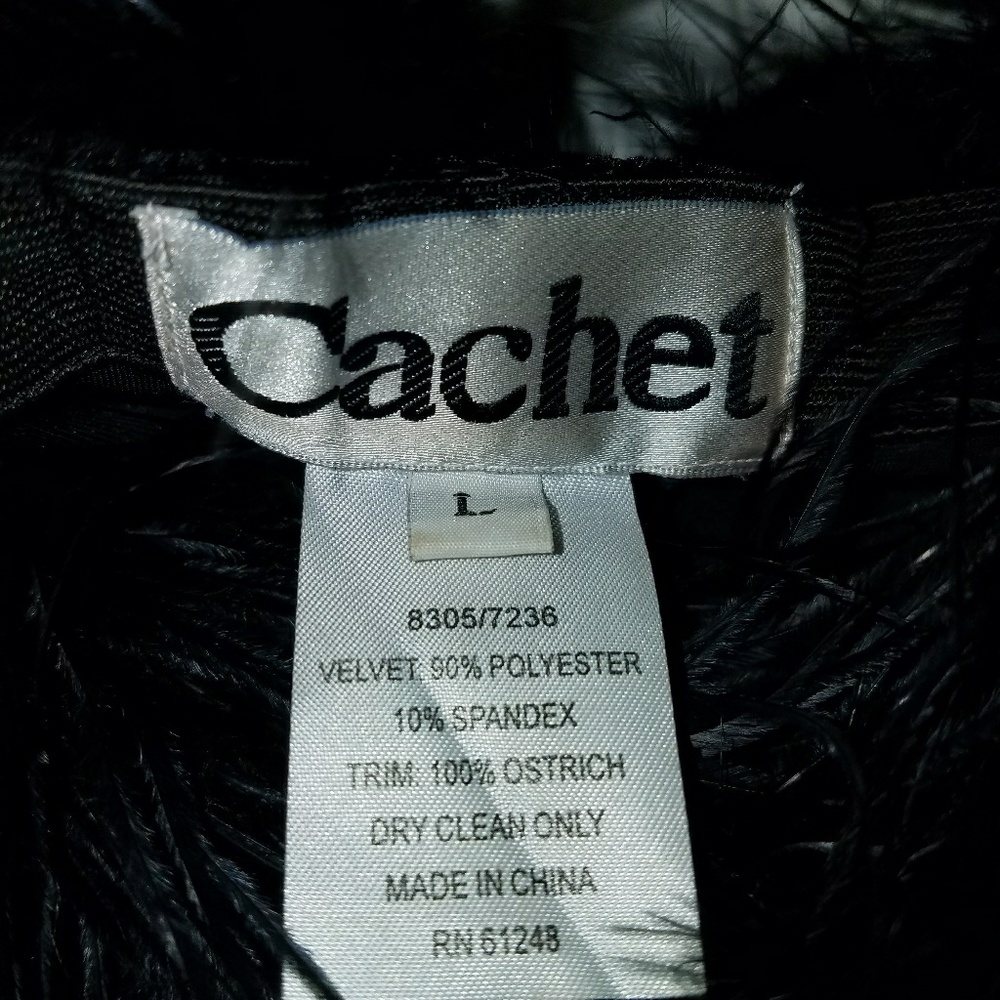 Cachet
L
8305/7236
VELVET: 90% POLYESTER
10% SPANDEX
TRIM: 100% OSTRICH
DRY CLEAN ONLY
MADE IN CHINA
RN 61248